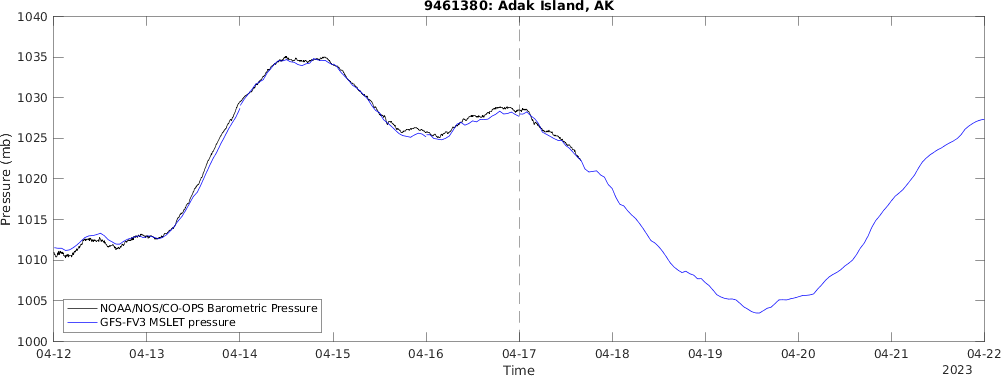 9461380: Adak Island, AK
1040
1035
1030
1025
1020
1015
1010
1005
1000
Pressure (mb)
NOAA/NOS/CO-OPS Barometric Pressure
GFS-FV3 MSLET pressure
04-12 04-13 04-14 04-15 04-16 04-17 04-18 04-19 04-20 04-21 04-22
Time
2023